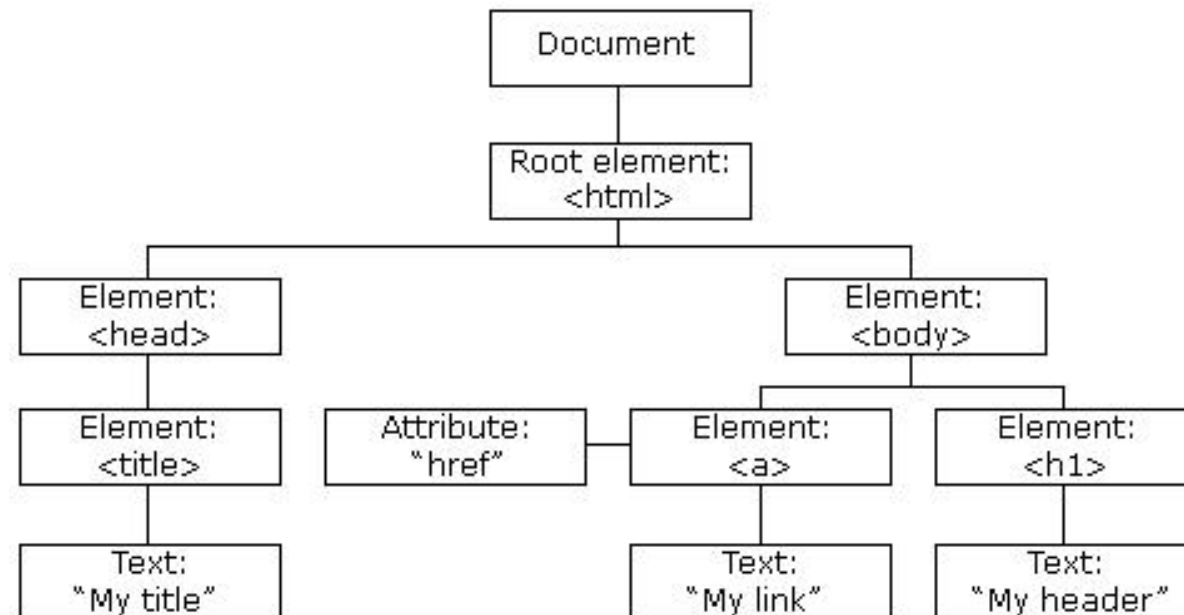 Document
Root element:
<html>
Element:
<head>
Element:
<body>
Element:
<title>
Attribute:
“href”
Element:
<a>
Element:
<h1>
Text:
“My title”
Text:
“My link”
Text:
“My header”